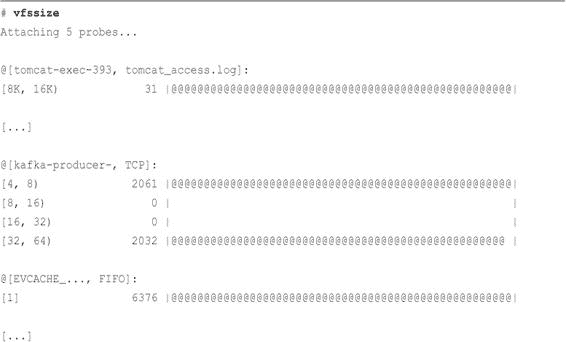 # vfssize
Attaching 5 probes...
@[tomcat-exec-393, tomcat_access.log]:
[8K, 16K) 31 |@@@@@@@@@@@@@@@@@@@@@@@@@@@@@@@@@@@@@@@@@@@@@@@@@@@@|
[...]
@[kafka-producer-, TCP]:
[4, 8) 2061 |@@@@@@@@@@@@@@@@@@@@@@@@@@@@@@@@@@@@@@@@@@@@@@@@@@@@|
[8, 16) 0 | |
[16, 32) 0 | |
[32, 64) 2032 |@@@@@@@@@@@@@@@@@@@@@@@@@@@@@@@@@@@@@@@@@@@@@@@@@@@ |
@[EVCACHE_..., FIFO]:
[1] 6376 |@@@@@@@@@@@@@@@@@@@@@@@@@@@@@@@@@@@@@@@@@@@@@@@@@@@@|
[...]